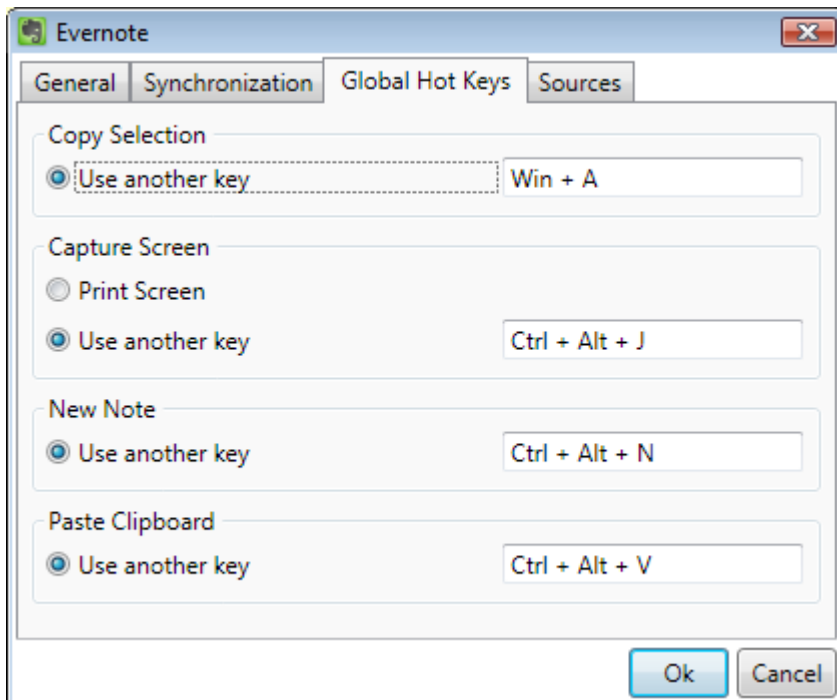 Evernote
General Synchronization Global Hot Keys Sources
Copy Selection
Use another key Win + A
Capture Screen
Print Screen
Use another key Ctrl + Alt + J
New Note
Use another key Ctrl + Alt + N
Paste Clipboard
Use another key Ctrl + Alt + V
Ok Cancel